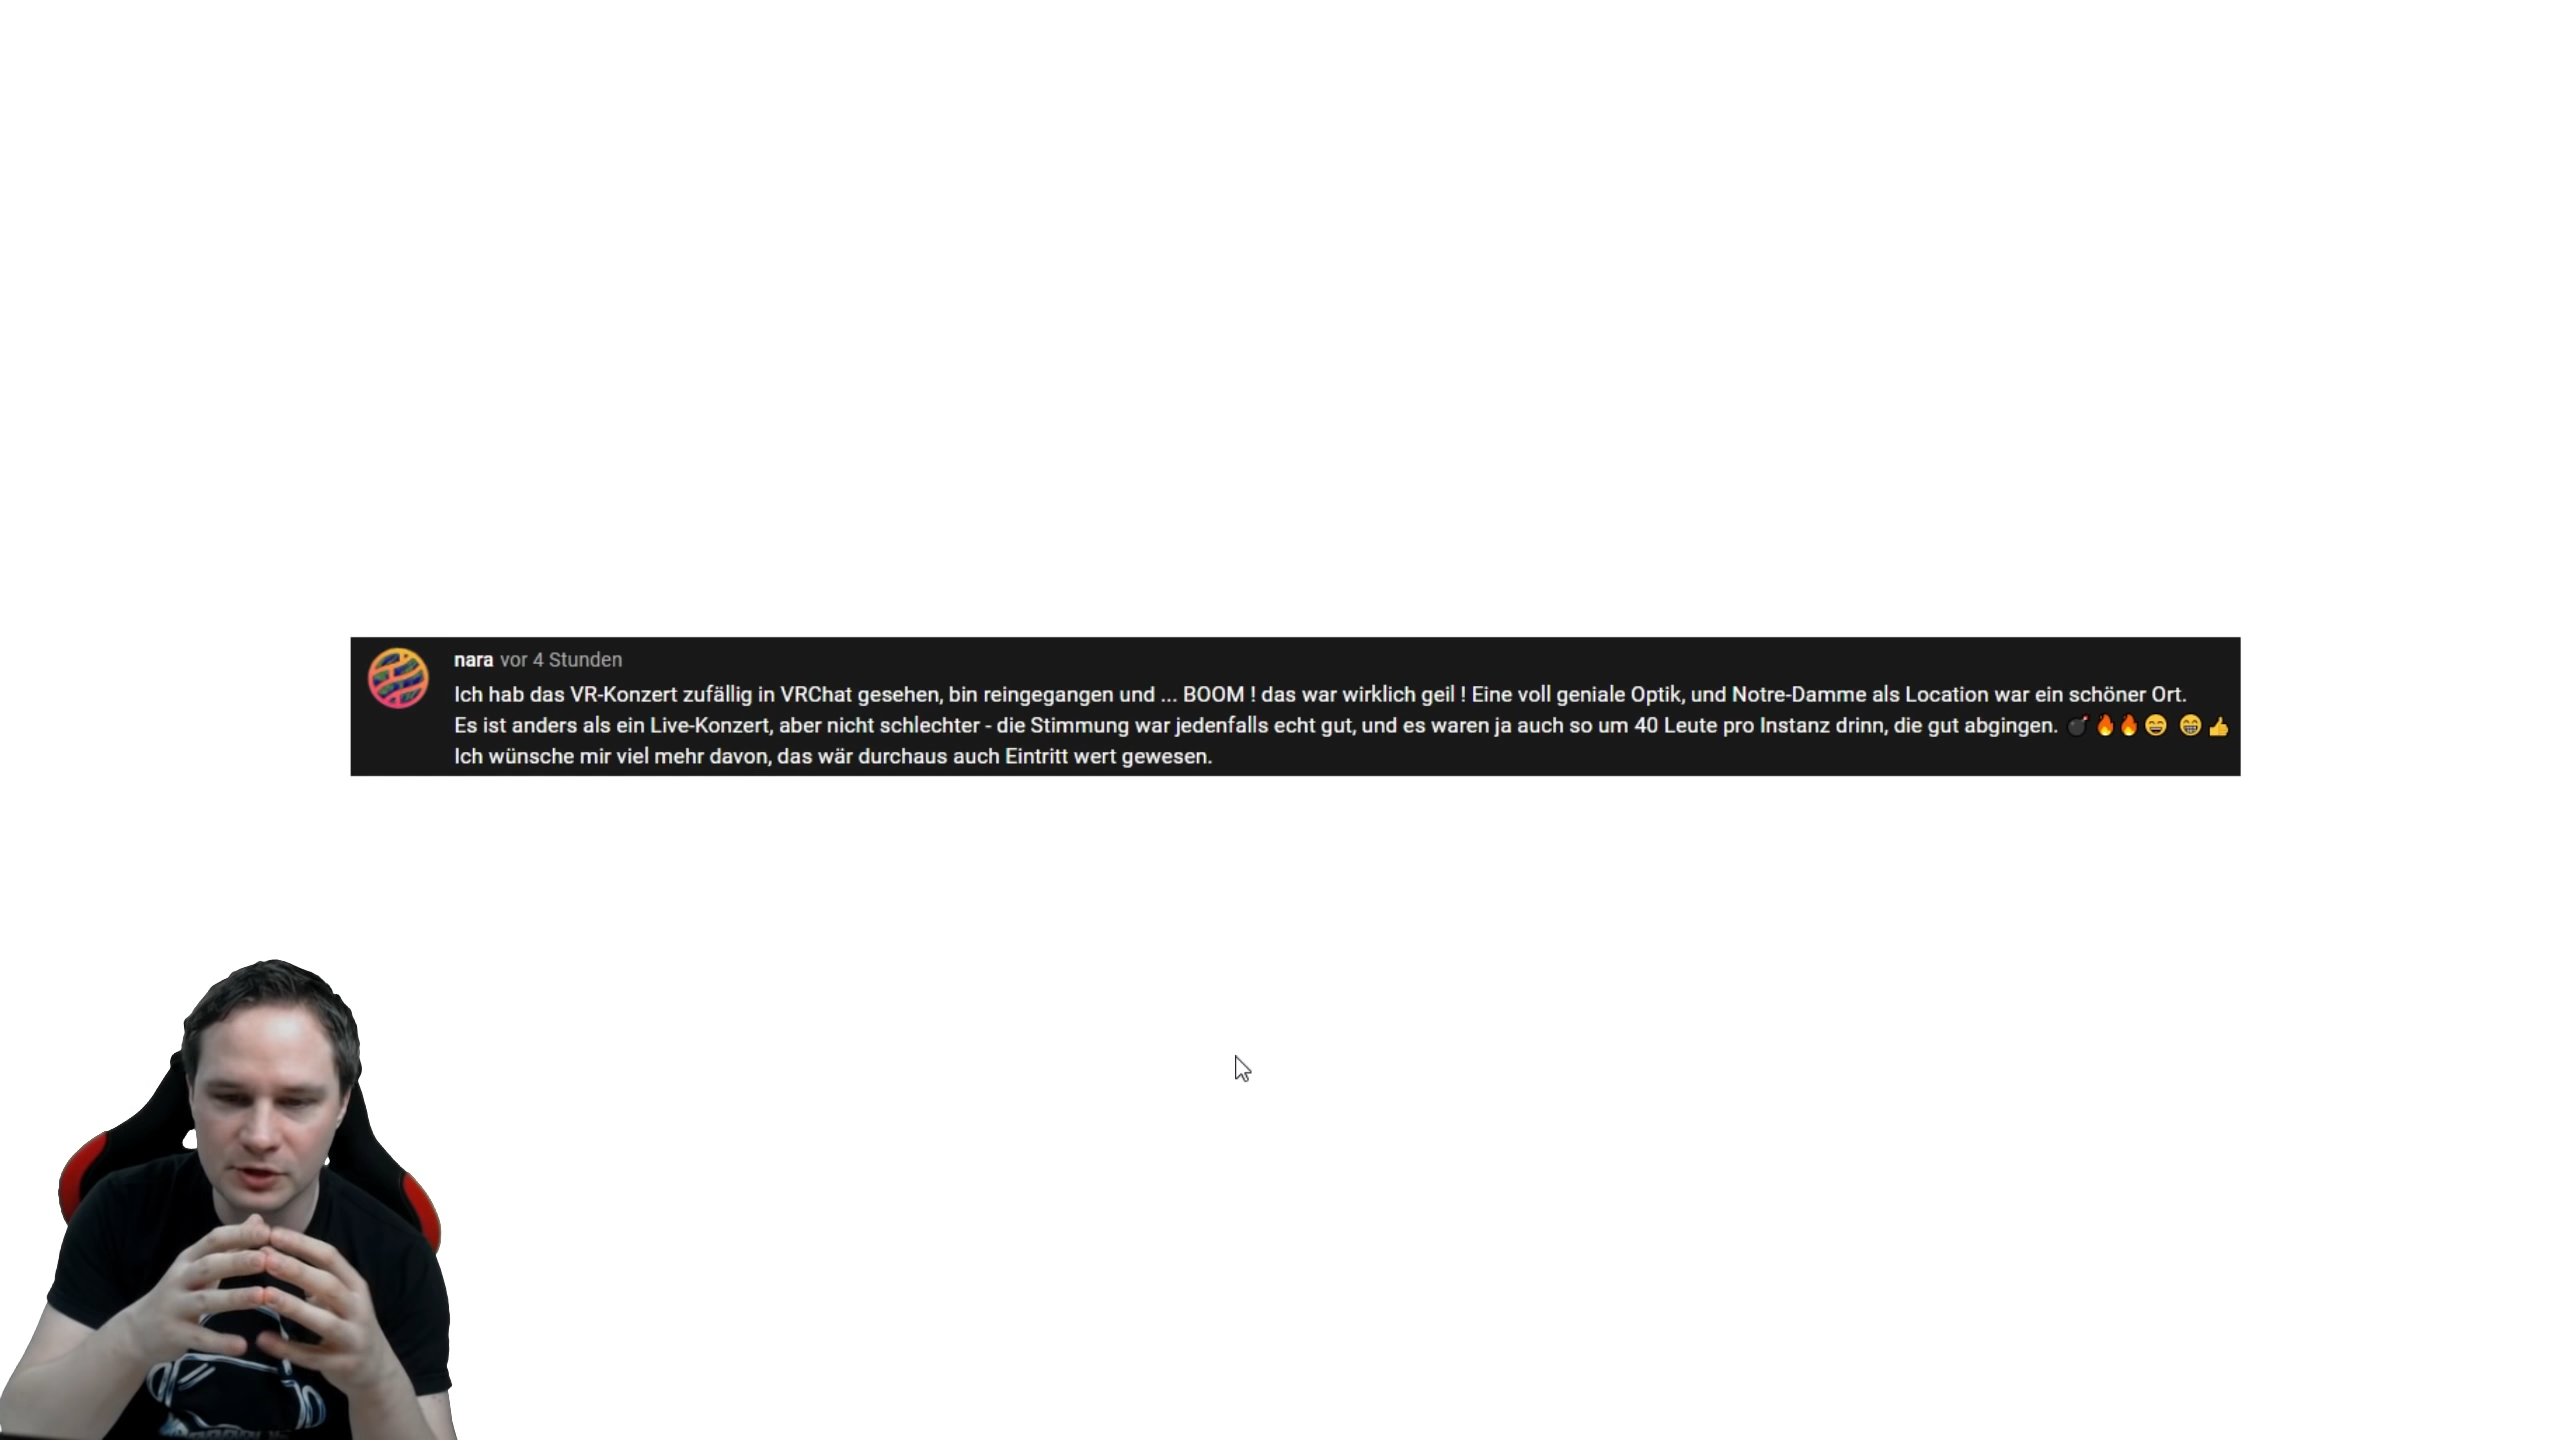 nara vor 4 Stunden
Ich hab das VR-Konzert zufällig in VRChat gesehen, bin reingegangen und ... BOOM ! das war wirklich geil ! Eine voll geniale Optik, und Notre-Damme als Location war ein schöner Ort.
Es ist anders als ein Live-Konzert, aber nicht schlechter - die Stimmung war jedenfalls echt gut, und es waren ja auch so um 40 Leute pro Instanz drinn, die gut abgingen. 💣🔥🔥😄 😁👍
Ich wünsche mir viel mehr davon, das wär durchaus auch Eintritt wert gewesen.